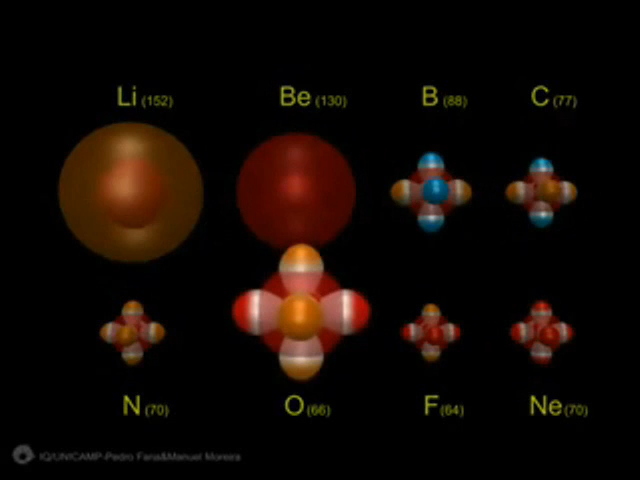 Li (152) Be (130) B (88) C (77)
N (70) O (66) F (64) Ne (70)
IQ/UNICAMP-Pedro Faria&Manuel Moreira